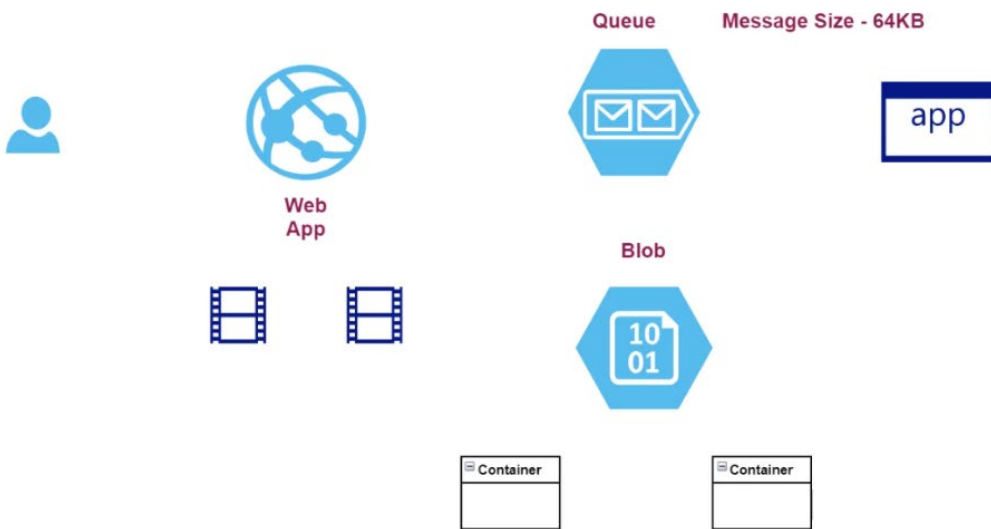 Queue
Message Size - 64KB
app
Web
App
Blob
10
01
Container
Container